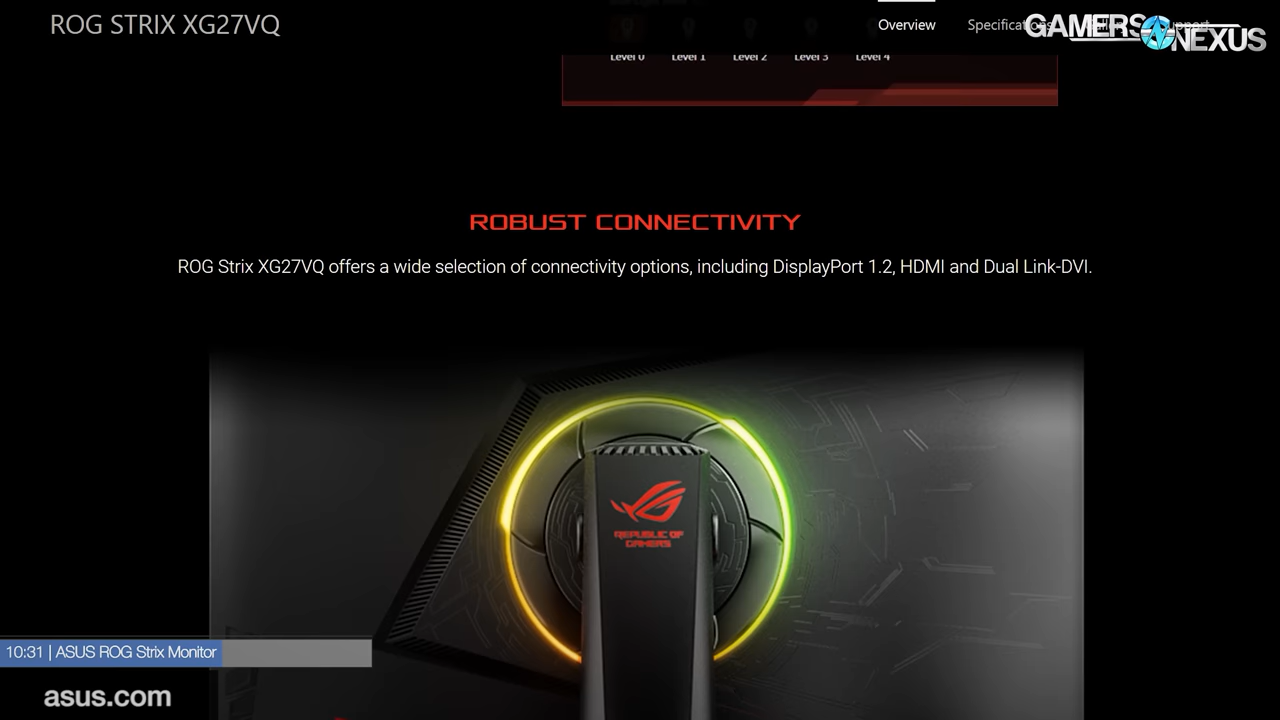 ROG STRIX XG27VQ
Overview
Specifications
Support
GAMERS
NEXUS
Level 0
Level 1
Level 2
Level 3
Level 4
ROBUST CONNECTIVITY
ROG Strix XG27VQ offers a wide selection of connectivity options, including DisplayPort 1.2, HDMI and Dual Link-DVI.
REPUBLIC OF
GAMERS
10:31 | ASUS ROG Strix Monitor
asus.com